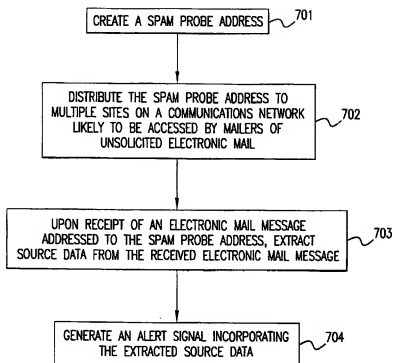 CREATE A SPAM PROBE ADDRESS
701
DISTRIBUTE THE SPAM PROBE ADDRESS TO
MULTIPLE SITES ON A COMMUNICATIONS NETWORK
LIKELY TO BE ACCESSED BY MAILERS OF
UNSOLICITED ELECTRONIC MAIL
702
UPON RECEIPT OF AN ELECTRONIC MAIL MESSAGE
ADDRESSED TO THE SPAM PROBE ADDRESS, EXTRACT
SOURCE DATA FROM THE RECEIVED ELECTRONIC MAIL MESSAGE
703
GENERATE AN ALERT SIGNAL INCORPORATING
THE EXTRACTED SOURCE DATA
704